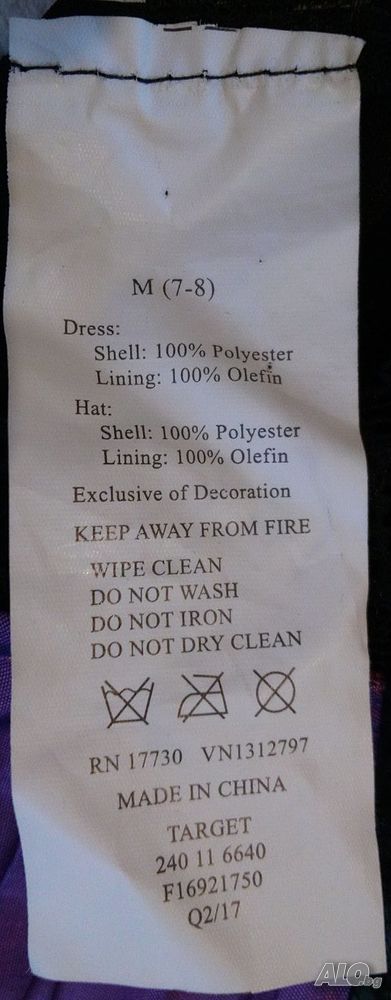 M (7-8)
Dress:
Shell: 100% Polyester
Lining: 100% Olefin
Hat:
Shell: 100% Polyester
Lining: 100% Olefin
Exclusive of Decoration
KEEP AWAY FROM FIRE
WIPE CLEAN
DO NOT WASH
DO NOT IRON
DO NOT DRY CLEAN
RN 17730 VN1312797
MADE IN CHINA
TARGET
240 11 6640
F16921750
Q2/17
ALO.bg